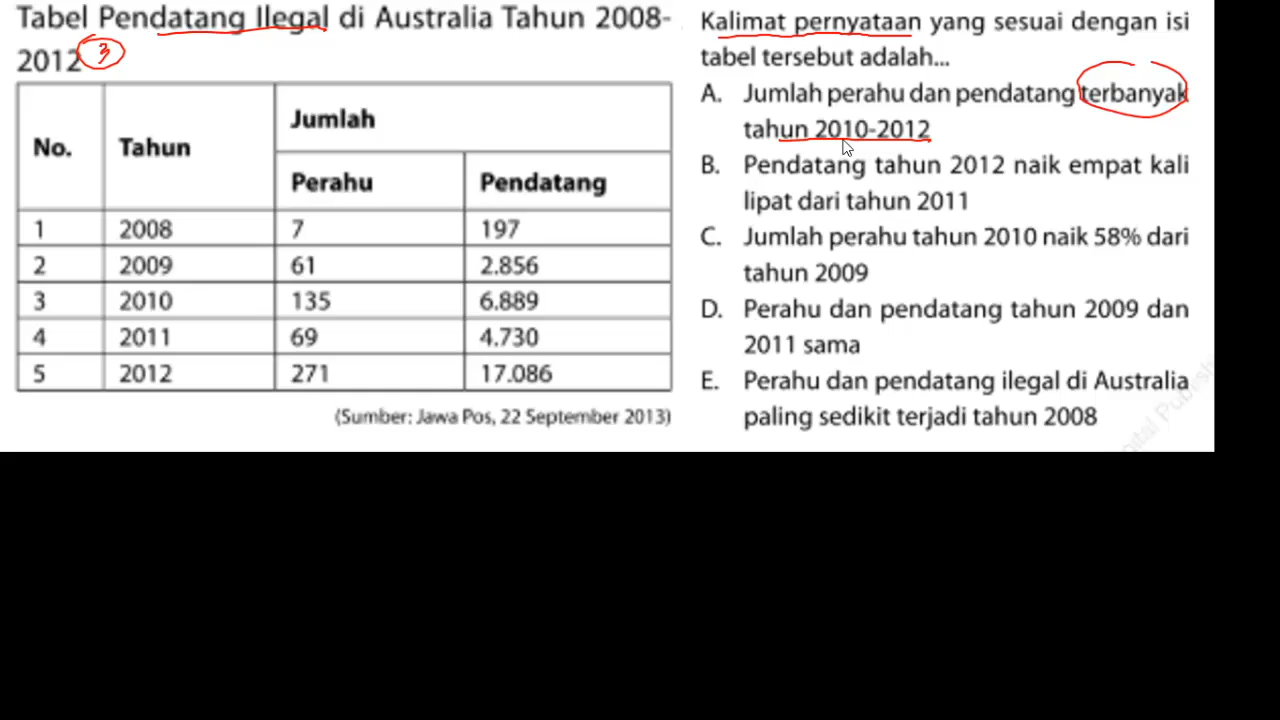 Tabel Pendatang Ilegal di Australia Tahun 2008-
2012 3
No. Tahun Jumlah
Perahu Pendatang
1 2008 7 197
2 2009 61 2.856
3 2010 135 6.889
4 2011 69 4.730
5 2012 271 17.086
(Sumber: Jawa Pos, 22 September 2013)
Kalimat pernyataan yang sesuai dengan isi
tabel tersebut adalah...
A. Jumlah perahu dan pendatang terbanyak
tahun 2010-2012
B. Pendatang tahun 2012 naik empat kali
lipat dari tahun 2011
C. Jumlah perahu tahun 2010 naik 58% dari
tahun 2009
D. Perahu dan pendatang tahun 2009 dan
2011 sama
E. Perahu dan pendatang ilegal di Australia
paling sedikit terjadi tahun 2008